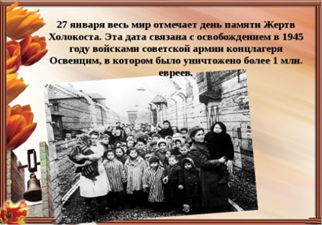 27 января весь мир отмечает день памяти Жертв
Холокоста. Эта дата связана с освобождением в 1945
году войсками советской армии концлагеря
Освенцим, в котором было уничтожено более 1 млн.
евреев.